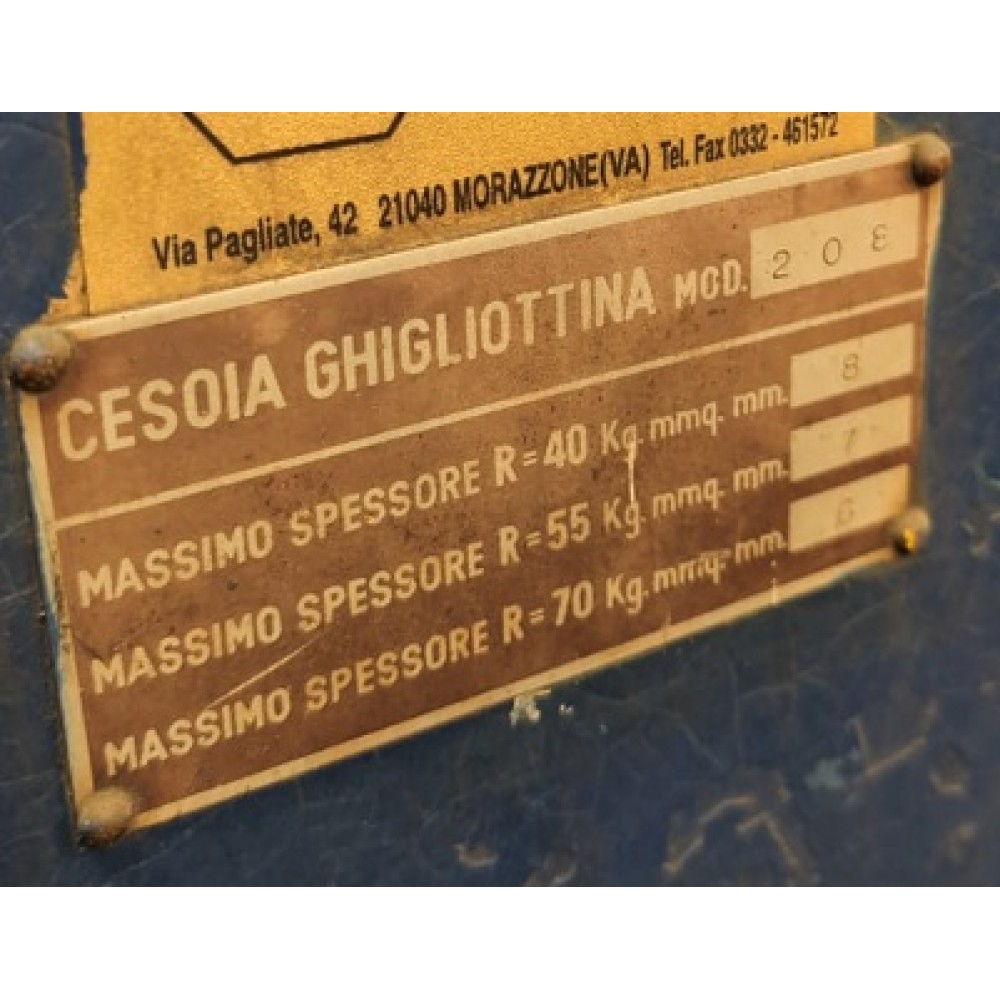 Via Pagliate, 42 21040 MORAZZONE(VA) Tel. Fax 0332-461572
CESOIA GHIGLIOTTINA MOD. 208
MASSIMO SPESSORE R=40 Kg. mmq. mm. 8
MASSIMO SPESSORE R=55 Kg. mmq. mm. 7
MASSIMO SPESSORE R=70 Kg. mmq. mm. 6